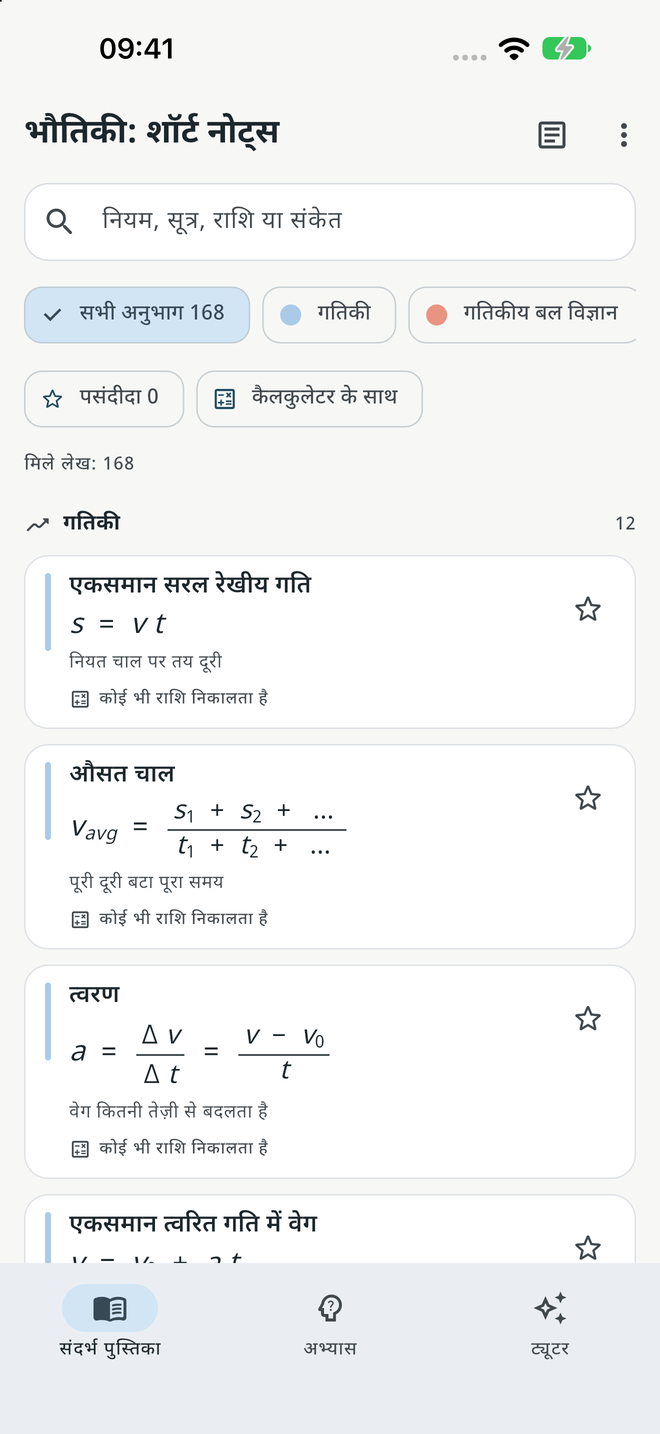 09:41
भौतिकी: शॉर्ट नोट्स
नियम, सूत्र, राशि या संकेत
सभी अनुभाग 168
गतिकी
गतिकीय बल विज्ञान
पसंदीदा 0
कैलकुलेटर के साथ
मिले लेख: 168
गतिकी 12
एकसमान सरल रेखीय गति
s = v t
नियत चाल पर तय दूरी
कोई भी राशि निकालता है
औसत चाल
v_avg = (s₁ + s₂ + ...) / (t₁ + t₂ + ...)
पूरी दूरी बटा पूरा समय
कोई भी राशि निकालता है
त्वरण
a = Δ v / Δ t = (v − v₀) / t
वेग कितनी तेज़ी से बदलता है
कोई भी राशि निकालता है
एकसमान त्वरित गति में वेग
v = v₀ + a t
संदर्भ पुस्तिका
अभ्यास
ट्यूटर